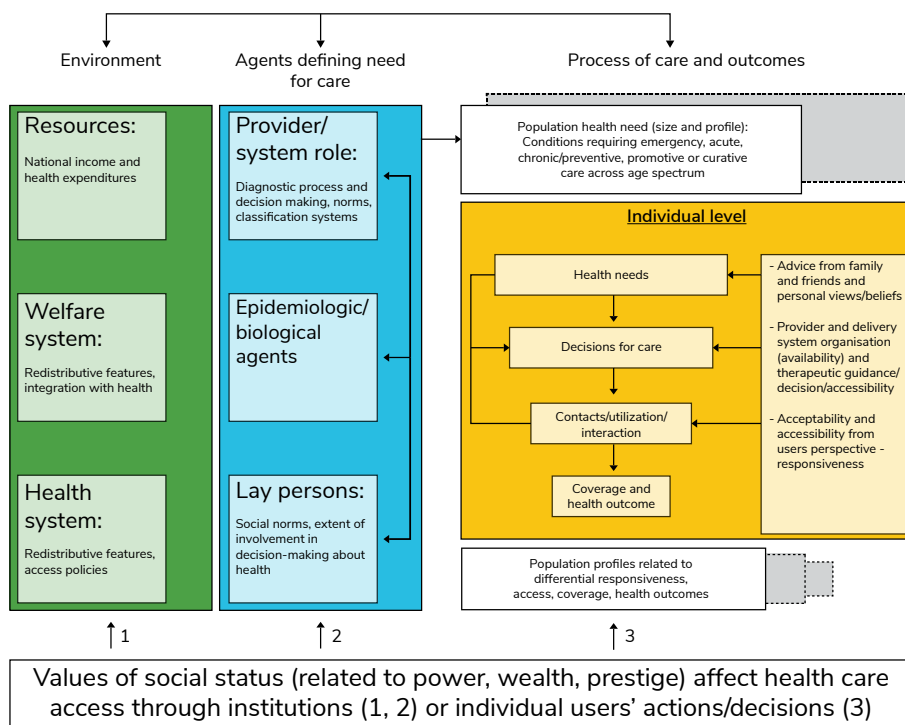 Environment
Agents defining need
for care
Process of care and outcomes
Resources:
National income and
health expenditures
Welfare
system:
Redistributive features,
integration with health
Health
system:
Redistributive features,
access policies
Provider/
system role:
Diagnostic process and
decision making, norms,
classification systems
Epidemiologic/
biological
agents
Lay persons:
Social norms, extent of
involvement in
decision-making about
health
Population health need (size and profile):
Conditions requiring emergency, acute,
chronic/preventive, promotive or curative
care across age spectrum
Individual level
Health needs
Decisions for care
Contacts/utilization/
interaction
Coverage and
health outcome
- Advice from family
and friends and
personal views/beliefs
- Provider and delivery
system organisation
(availability) and
therapeutic guidance/
decision/accessibility
- Acceptability and
accessibility from
users perspective -
responsiveness
Population profiles related to
differential responsiveness,
access, coverage, health outcomes
1
2
3
Values of social status (related to power, wealth, prestige) affect health care
access through institutions (1, 2) or individual users' actions/decisions (3)